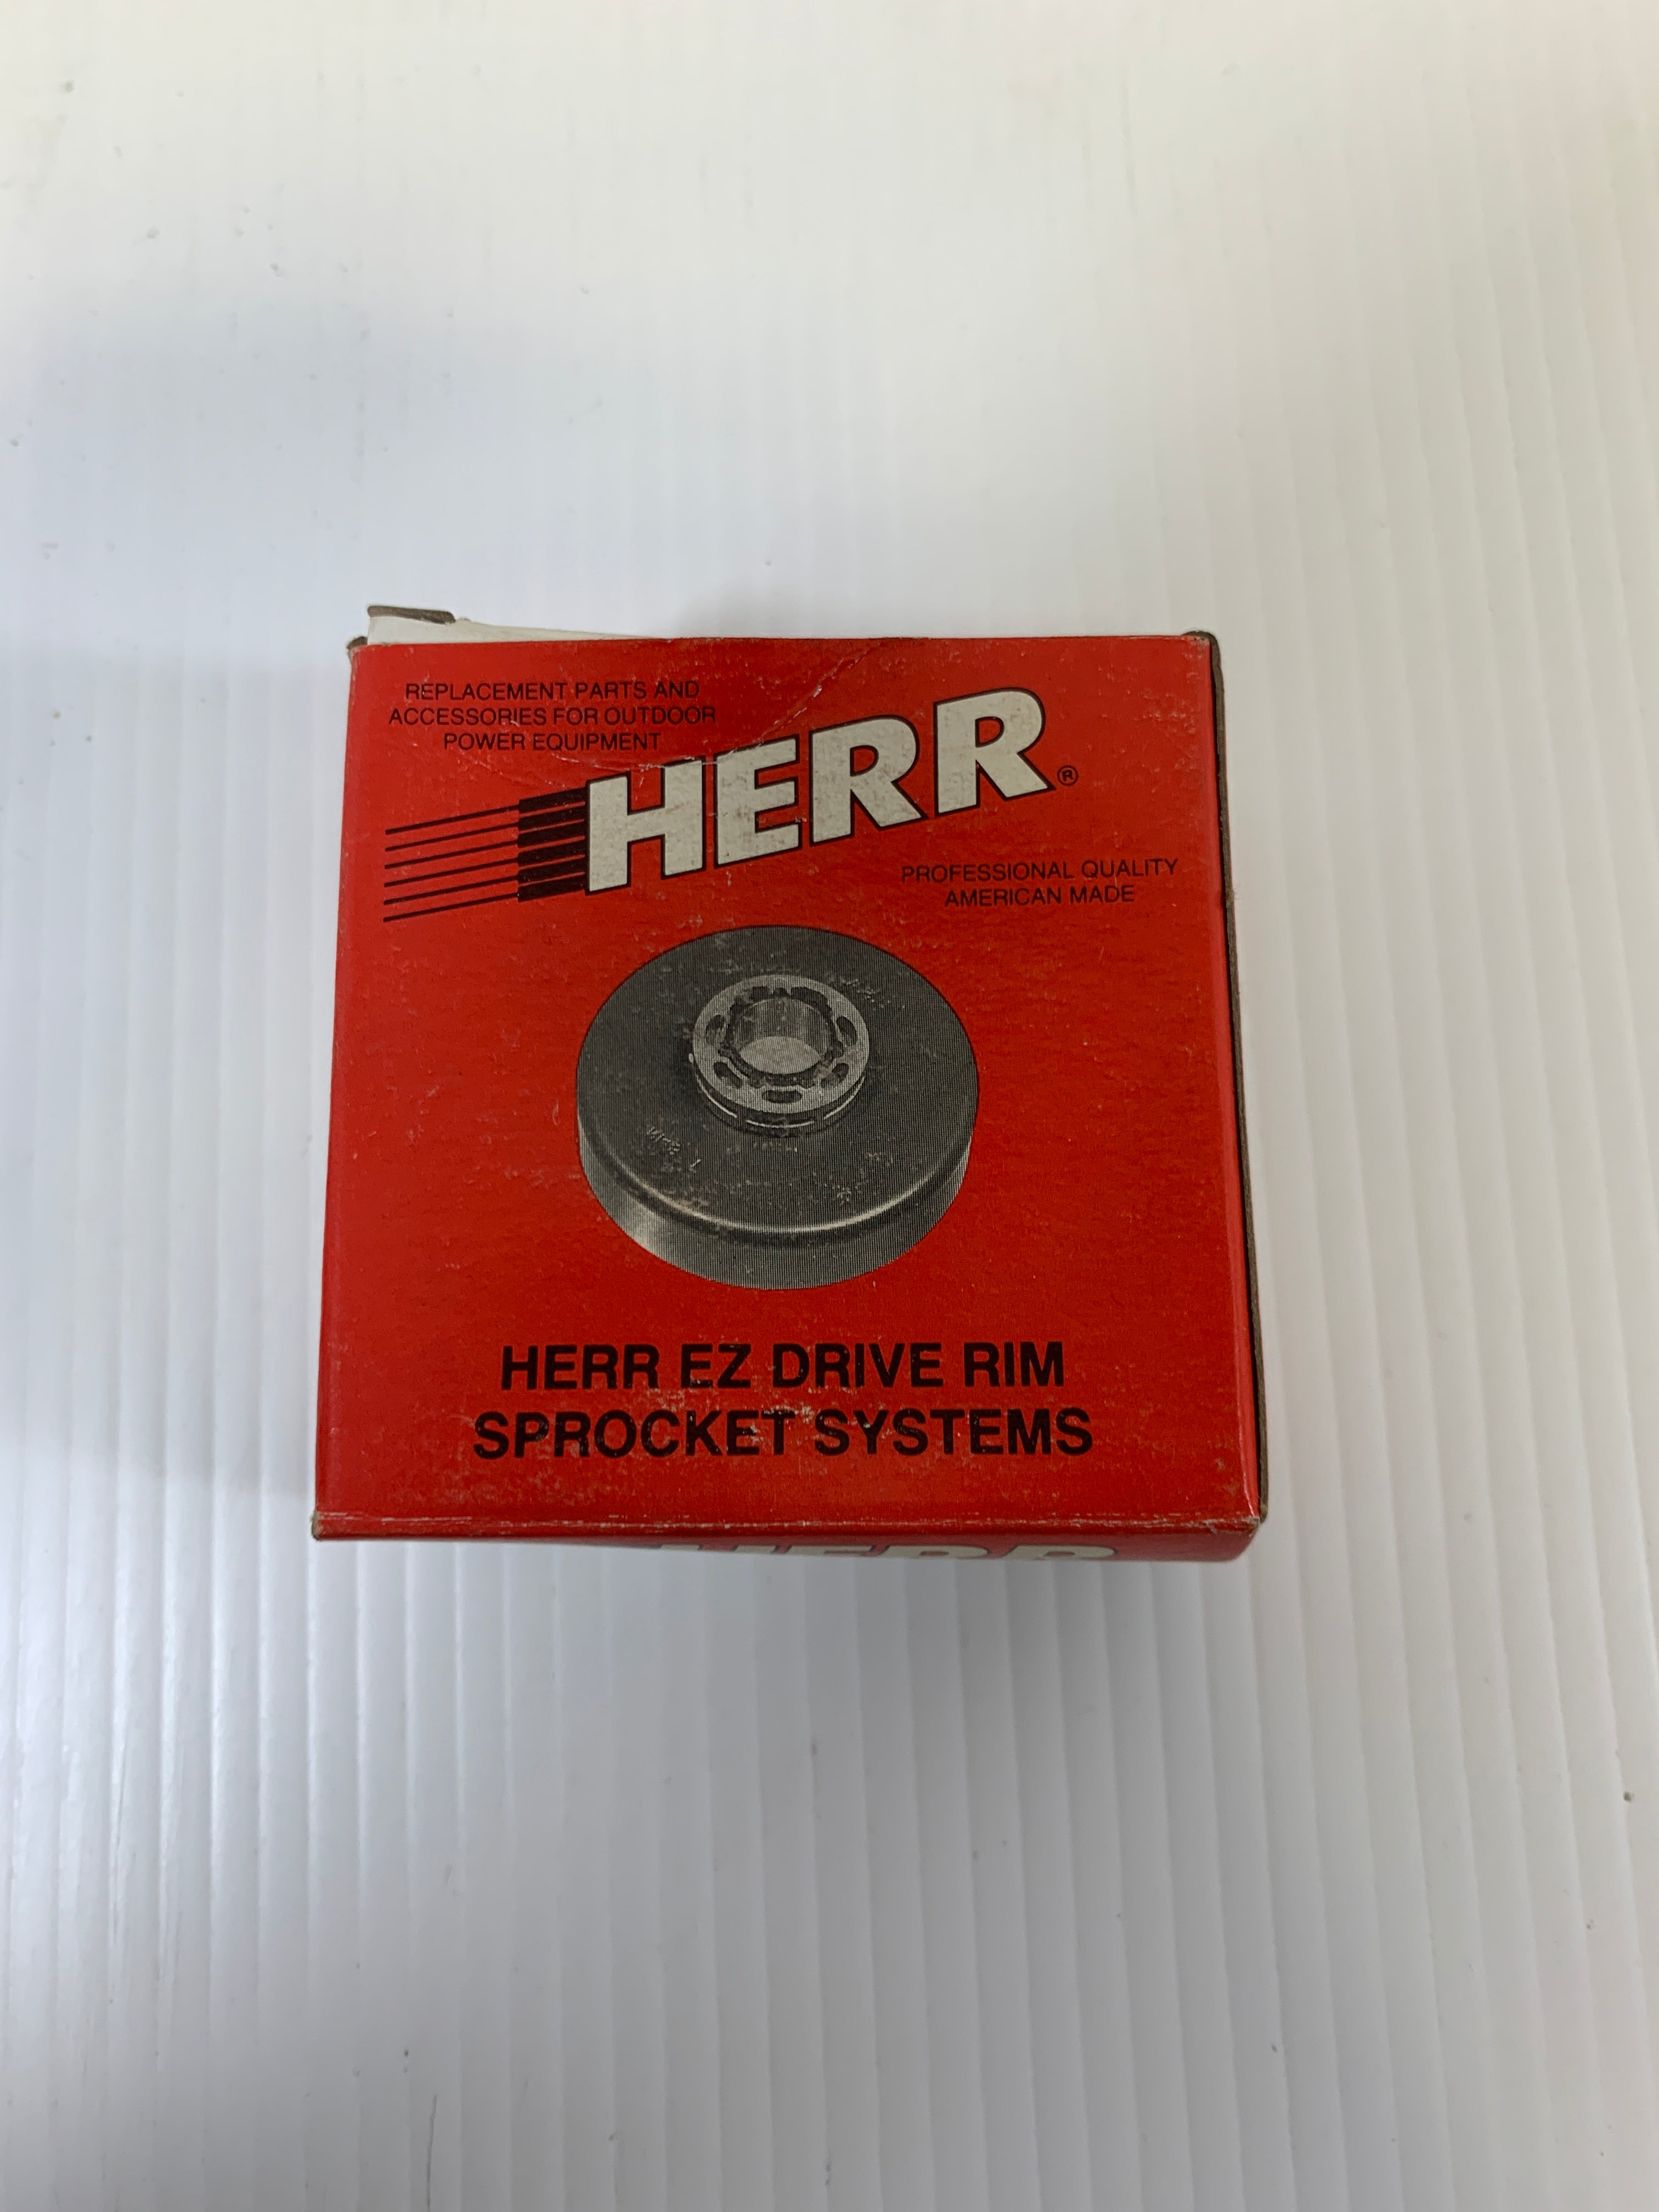 REPLACEMENT PARTS AND
ACCESSORIES FOR OUTDOOR
POWER EQUIPMENT
HERR®
PROFESSIONAL QUALITY
AMERICAN MADE
HERR EZ DRIVE RIM
SPROCKET SYSTEMS
HERR